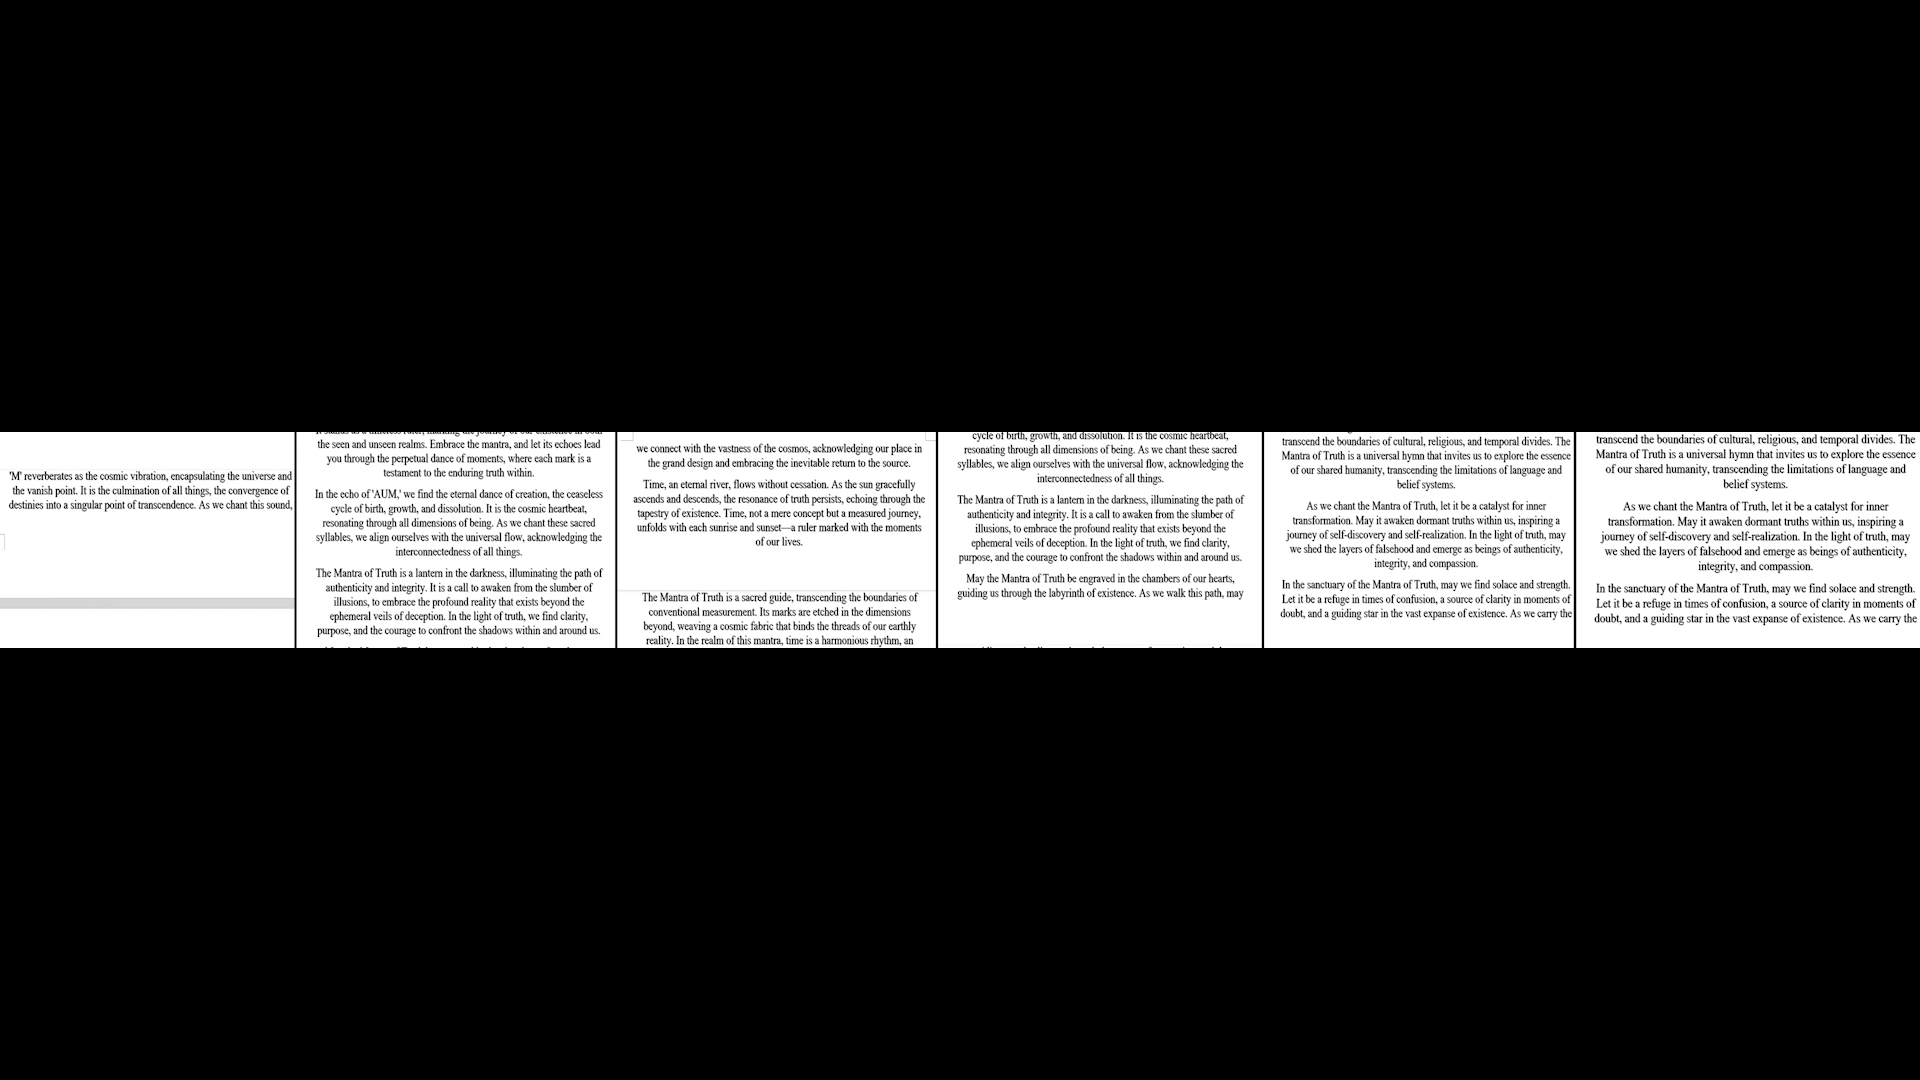 'M' reverberates as the cosmic vibration, encapsulating the universe and
the vanish point. It is the culmination of all things, the convergence of
destinies into a singular point of transcendence. As we chant this sound,
the seen and unseen realms. Embrace the mantra, and let its echoes lead
you through the perpetual dance of moments, where each mark is a
testament to the enduring truth within.
In the echo of 'AUM,' we find the eternal dance of creation, the ceaseless
cycle of birth, growth, and dissolution. It is the cosmic heartbeat,
resonating through all dimensions of being. As we chant these sacred
syllables, we align ourselves with the universal flow, acknowledging the
interconnectedness of all things.
The Mantra of Truth is a lantern in the darkness, illuminating the path of
authenticity and integrity. It is a call to awaken from the slumber of
illusions, to embrace the profound reality that exists beyond the
ephemeral veils of deception. In the light of truth, we find clarity,
purpose, and the courage to confront the shadows within and around us.
we connect with the vastness of the cosmos, acknowledging our place in
the grand design and embracing the inevitable return to the source.
Time, an eternal river, flows without cessation. As the sun gracefully
ascends and descends, the resonance of truth persists, echoing through the
tapestry of existence. Time, not a mere concept but a measured journey,
unfolds with each sunrise and sunset—a ruler marked with the moments
of our lives.
The Mantra of Truth is a sacred guide, transcending the boundaries of
conventional measurement. Its marks are etched in the dimensions
beyond, weaving a cosmic fabric that binds the threads of our earthly
reality. In the realm of this mantra, time is a harmonious rhythm, an
cycle of birth, growth, and dissolution. It is the cosmic heartbeat,
resonating through all dimensions of being. As we chant these sacred
syllables, we align ourselves with the universal flow, acknowledging the
interconnectedness of all things.
The Mantra of Truth is a lantern in the darkness, illuminating the path of
authenticity and integrity. It is a call to awaken from the slumber of
illusions, to embrace the profound reality that exists beyond the
ephemeral veils of deception. In the light of truth, we find clarity,
purpose, and the courage to confront the shadows within and around us.
May the Mantra of Truth be engraved in the chambers of our hearts,
guiding us through the labyrinth of existence. As we walk this path, may
transcend the boundaries of cultural, religious, and temporal divides. The
Mantra of Truth is a universal hymn that invites us to explore the essence
of our shared humanity, transcending the limitations of language and
belief systems.
As we chant the Mantra of Truth, let it be a catalyst for inner
transformation. May it awaken dormant truths within us, inspiring a
journey of self-discovery and self-realization. In the light of truth, may
we shed the layers of falsehood and emerge as beings of authenticity,
integrity, and compassion.
In the sanctuary of the Mantra of Truth, may we find solace and strength.
Let it be a refuge in times of confusion, a source of clarity in moments of
doubt, and a guiding star in the vast expanse of existence. As we carry the
transcend the boundaries of cultural, religious, and temporal divides. The
Mantra of Truth is a universal hymn that invites us to explore the essence
of our shared humanity, transcending the limitations of language and
belief systems.
As we chant the Mantra of Truth, let it be a catalyst for inner
transformation. May it awaken dormant truths within us, inspiring a
journey of self-discovery and self-realization. In the light of truth, may
we shed the layers of falsehood and emerge as beings of authenticity,
integrity, and compassion.
In the sanctuary of the Mantra of Truth, may we find solace and strength.
Let it be a refuge in times of confusion, a source of clarity in moments of
doubt, and a guiding star in the vast expanse of existence. As we carry the